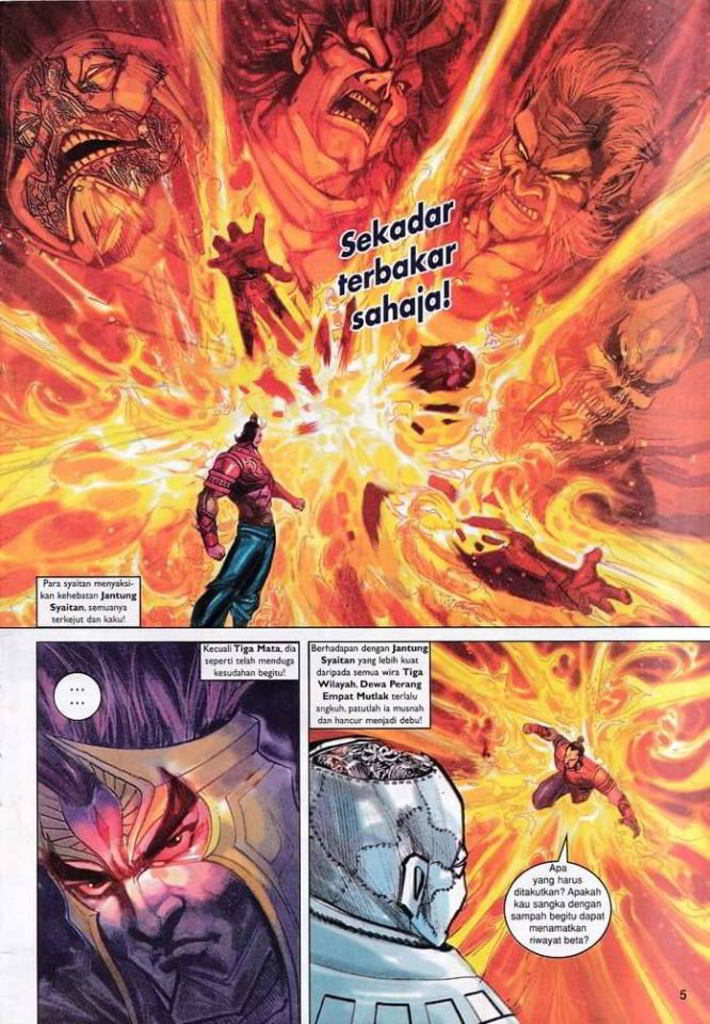 Sekadar
terbakar
sahaja!
Para syaitan menyaksi-
kan kehebatan Jantung
Syaitan, semuanya
terkejut dan kaku!
Kecuali Tiga Mata, dia
seperti telah menduga
kesudahan begitu!
...
...
Berhadapan dengan Jantung
Syaitan yang lebih kuat
daripada semua wira Tiga
Wilayah, Dewa Perang
Empat Mutlak terlalu
angkuh, patutlah ia musnah
dan hancur menjadi debu!
Apa
yang harus
ditakutkan? Apakah
kau sangka dengan
sampah begitu dapat
menamatkan
riwayat beta?
5